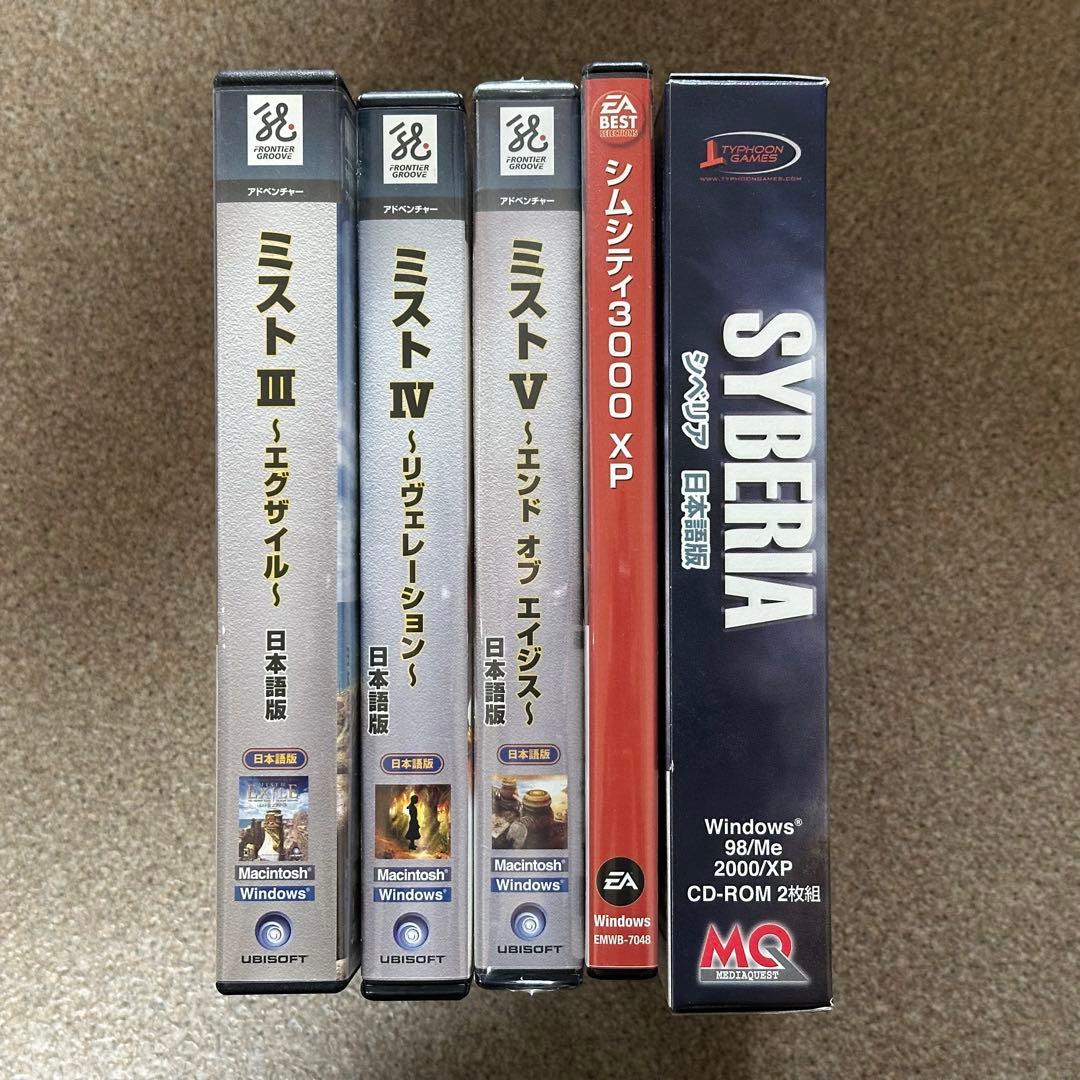 FRONTIER
GROOVE
アドベンチャー
ミスト III ～エグザイル～ 日本語版
日本語版
EXILE
Macintosh®
Windows®
UBISOFT
FRONTIER
GROOVE
アドベンチャー
ミスト IV ～リヴェレーション～ 日本語版
日本語版
Macintosh®
Windows®
UBISOFT
FRONTIER
GROOVE
アドベンチャー
ミスト V ～エンド オブ エイジス～ 日本語版
日本語版
Macintosh®
Windows®
UBISOFT
EA
BEST
SELECTIONS
シムシティ3000 XP
EA
Windows
EMWB-7048
TYPHOON
GAMES
WWW.TYPHOONGAMES.COM
SYBERIA
シベリア 日本語版
Windows®
98/Me
2000/XP
CD-ROM 2枚組
MQ
MEDIAQUEST